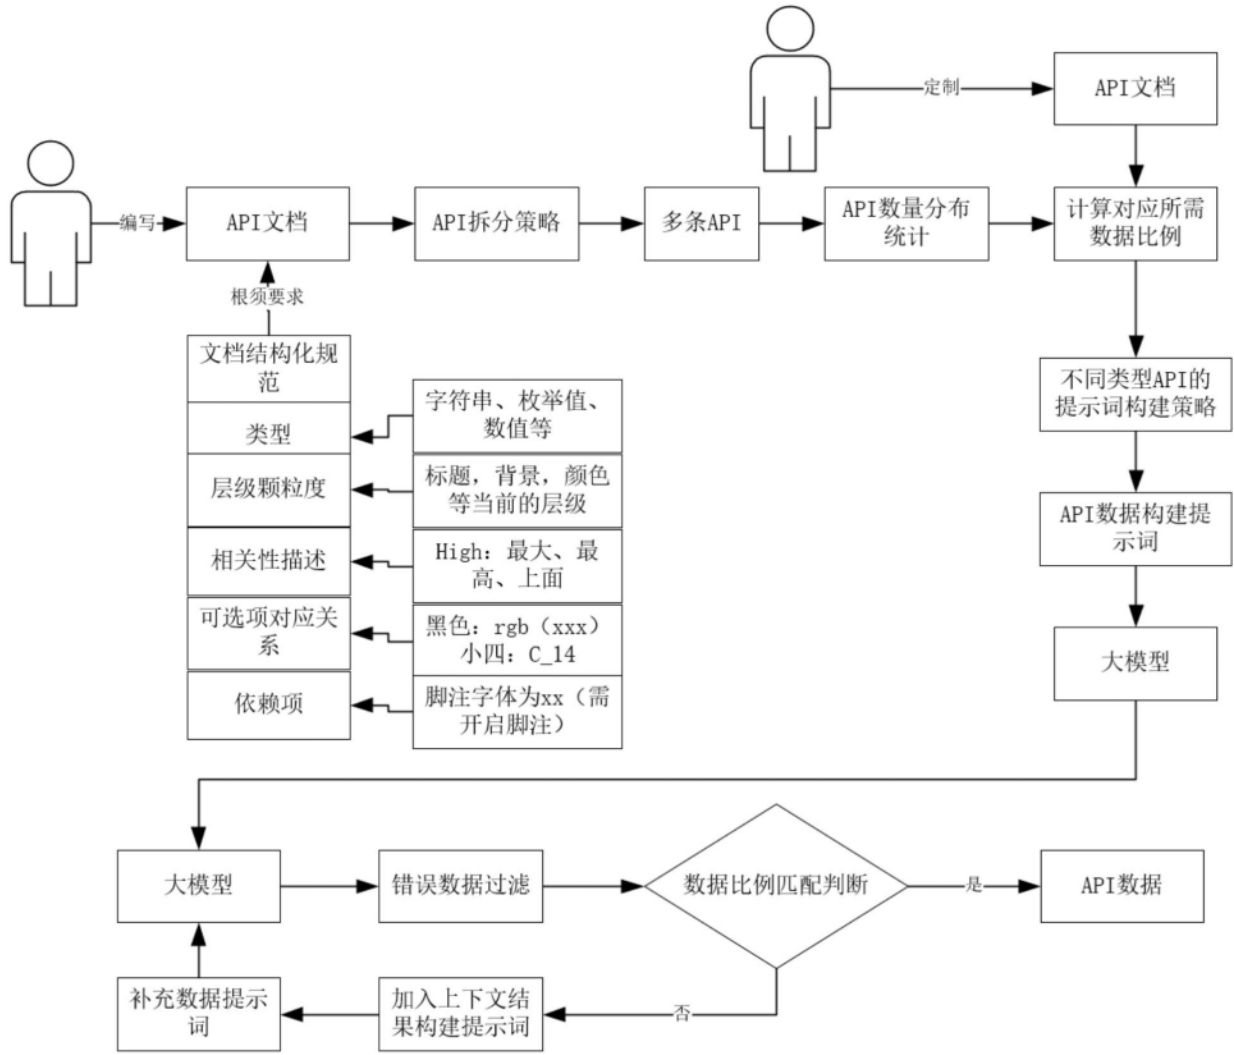 定制
API文档
编写
API文档
API拆分策略
多条API
API数量分布
统计
计算对应所需
数据比例
根须要求
文档结构化规
范
类型
层级颗粒度
相关性描述
可选项对应关
系
依赖项
字符串、枚举值、
数值等
标题，背景，颜色
等当前的层级
High：最大、最
高、上面
黑色：rgb（xxx）
小四：C_14
脚注字体为xx（需
开启脚注）
不同类型API的
提示词构建策略
API数据构建提
示词
大模型
大模型
错误数据过滤
数据比例匹配判断
是
API数据
否
加入上下文结
果构建提示词
补充数据提示
词